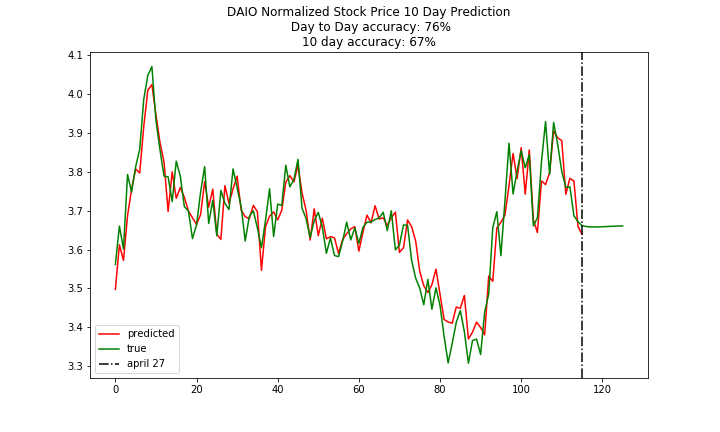 DAIO Normalized Stock Price 10 Day Prediction
Day to Day accuracy: 76%
10 day accuracy: 67%
4.1
4.0
3.9
3.8
3.7
3.6
3.5
3.4
3.3
predicted
true
april 27
0 20 40 60 80 100 120